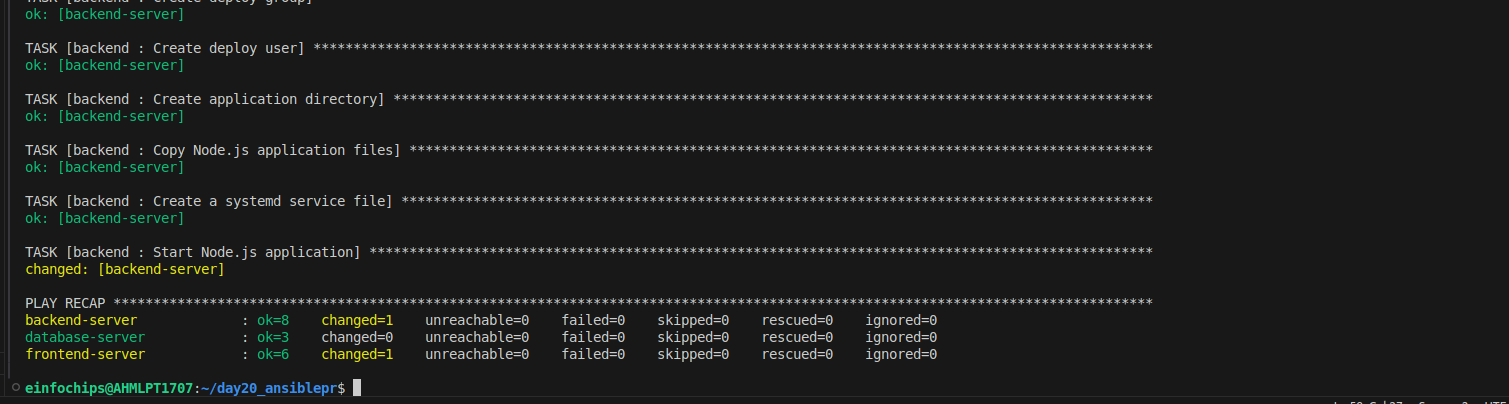 TASK [backend : Create deploy group]
ok: [backend-server]
TASK [backend : Create deploy user] *********************************************************************************************************
ok: [backend-server]
TASK [backend : Create application directory] ***********************************************************************************************
ok: [backend-server]
TASK [backend : Copy Node.js application files] *********************************************************************************************
ok: [backend-server]
TASK [backend : Create a systemd service file] **********************************************************************************************
ok: [backend-server]
TASK [backend : Start Node.js application] **************************************************************************************************
changed: [backend-server]
PLAY RECAP **********************************************************************************************************************************
backend-server             : ok=8    changed=1    unreachable=0    failed=0    skipped=0    rescued=0    ignored=0
database-server            : ok=3    changed=0    unreachable=0    failed=0    skipped=0    rescued=0    ignored=0
frontend-server            : ok=6    changed=1    unreachable=0    failed=0    skipped=0    rescued=0    ignored=0
einfochips@AHMLPT1707:~/day20_ansiblepr$